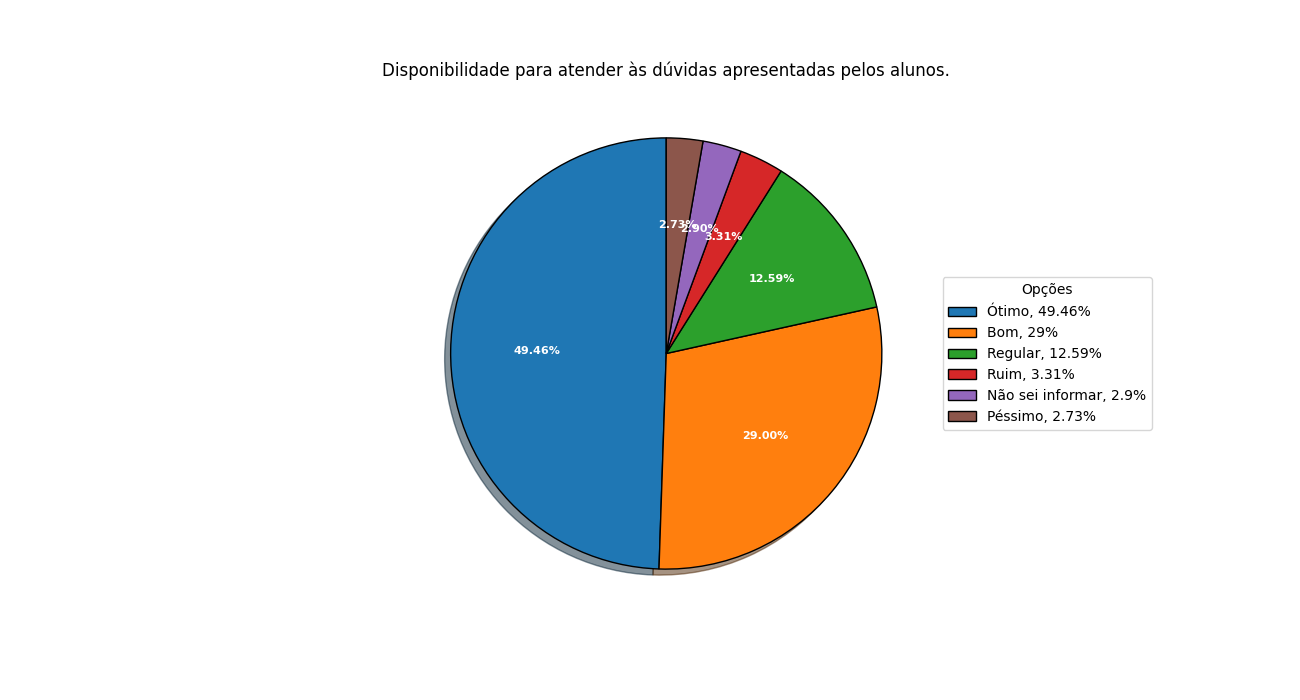 Disponibilidade para atender às dúvidas apresentadas pelos alunos.
2.73%
2.90%
3.31%
12.59%
49.46%
29.00%
Opções
Ótimo, 49.46%
Bom, 29%
Regular, 12.59%
Ruim, 3.31%
Não sei informar, 2.9%
Péssimo, 2.73%